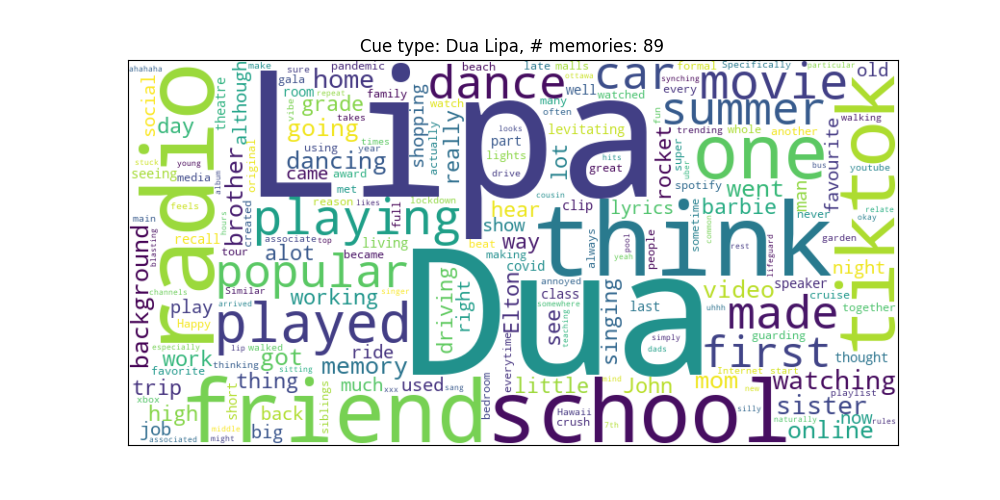 Cue type: Dua Lipa, # memories: 89
ahahaha
social
day
seeing
media
young
stuck
radio
theatre
although
make
sure
pandemic
gala
home
room
family
beach
late
malls
formal
Specifically
particular
old
ottawa
synching
every
movie
car
dance
vibe
repeat
grade
takes
watch
well
watched
many
often
summer
walking
going
times
shopping
actually
really
part
looks
lights
drive
levitating
lot
hits
great
fun
trending
whole
another
rocket
super
uber
one
bus
favourite
tiktok
youtube
relate
okay
original
using
year
dancing
came
award
met
Lipa
cousin
spotify
went
man
never
brother
album
feels
created
reason
likes
lockdown
full
playing
hear
clip
lyrics
barbie
sometime
common
main
recall
tour
hours
associate
top
living
became
beat
show
way
making
covid
always
pool
yeah
people
think
rest
lifeguard
garden
background
blasting
channels
Similar
alot
popular
singer
annoyed
class
somewhere
teaching
video
speaker
night
cruise
together
play
arrived
Happy
working
driving
right
Elton
see
singing
last
simply
dads
made
uhhh
guarding
played
especially
work
favorite
lip
walked
thinking
sitting
got
memory
ride
everytime
Dua
first
thought
Internet
start
trip
xbox
thing
much
xxx
used
sang
little
John
kind
mom
new
watching
playlist
high
short
back
siblings
bedroom
Hawaii
crush
7th
silly
sister
now
rules
job
associated
middle
might
big
friend
school
naturally
online